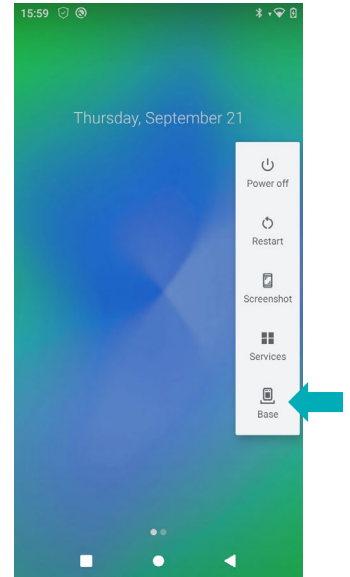 15:59
Thursday, September 21
Power off
Restart
Screenshot
Services
Base